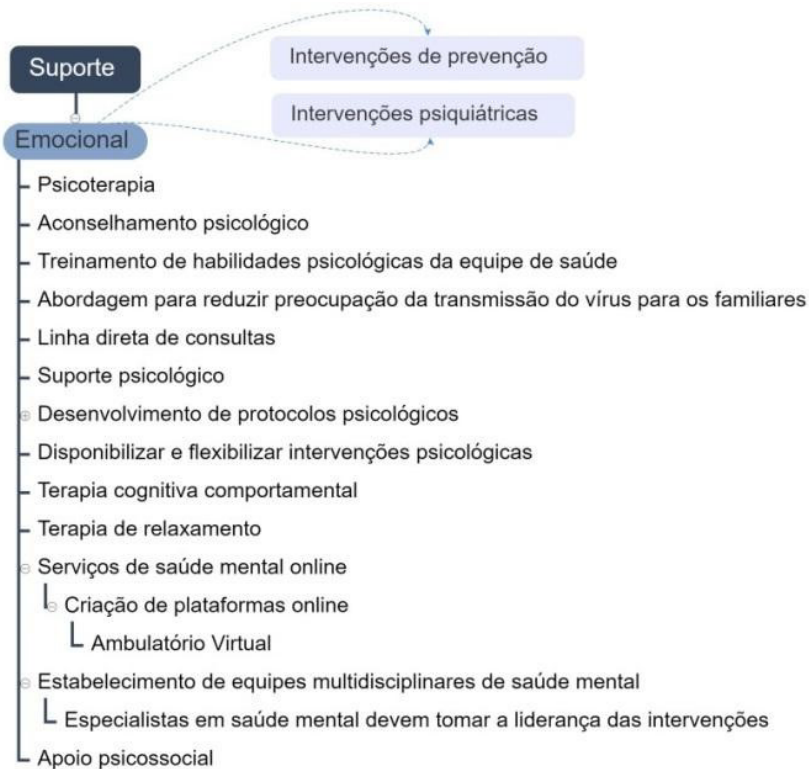 Suporte
Intervenções de prevenção
Intervenções psiquiátricas
Emocional
Psicoterapia
Aconselhamento psicológico
Treinamento de habilidades psicológicas da equipe de saúde
Abordagem para reduzir preocupação da transmissão do vírus para os familiares
Linha direta de consultas
Suporte psicológico
Desenvolvimento de protocolos psicológicos
Disponibilizar e flexibilizar intervenções psicológicas
Terapia cognitiva comportamental
Terapia de relaxamento
Serviços de saúde mental online
Criação de plataformas online
Ambulatório Virtual
Estabelecimento de equipes multidisciplinares de saúde mental
Especialistas em saúde mental devem tomar a liderança das intervenções
Apoio psicossocial